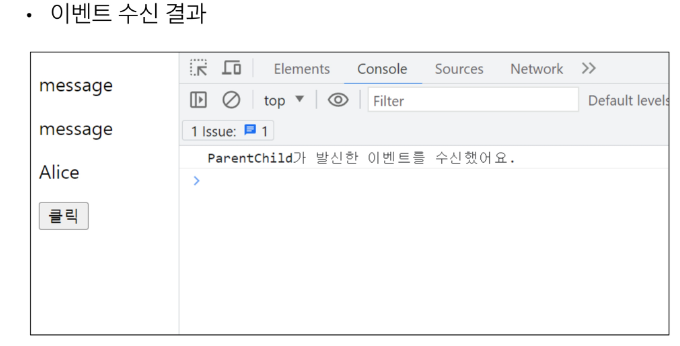 • 이벤트 수신 결과
message
message
Alice
클릭
Elements Console Sources Network
top ▼ Filter Default levels
1 Issue: 1
ParentChild가 발신한 이벤트를 수신했어요.
>